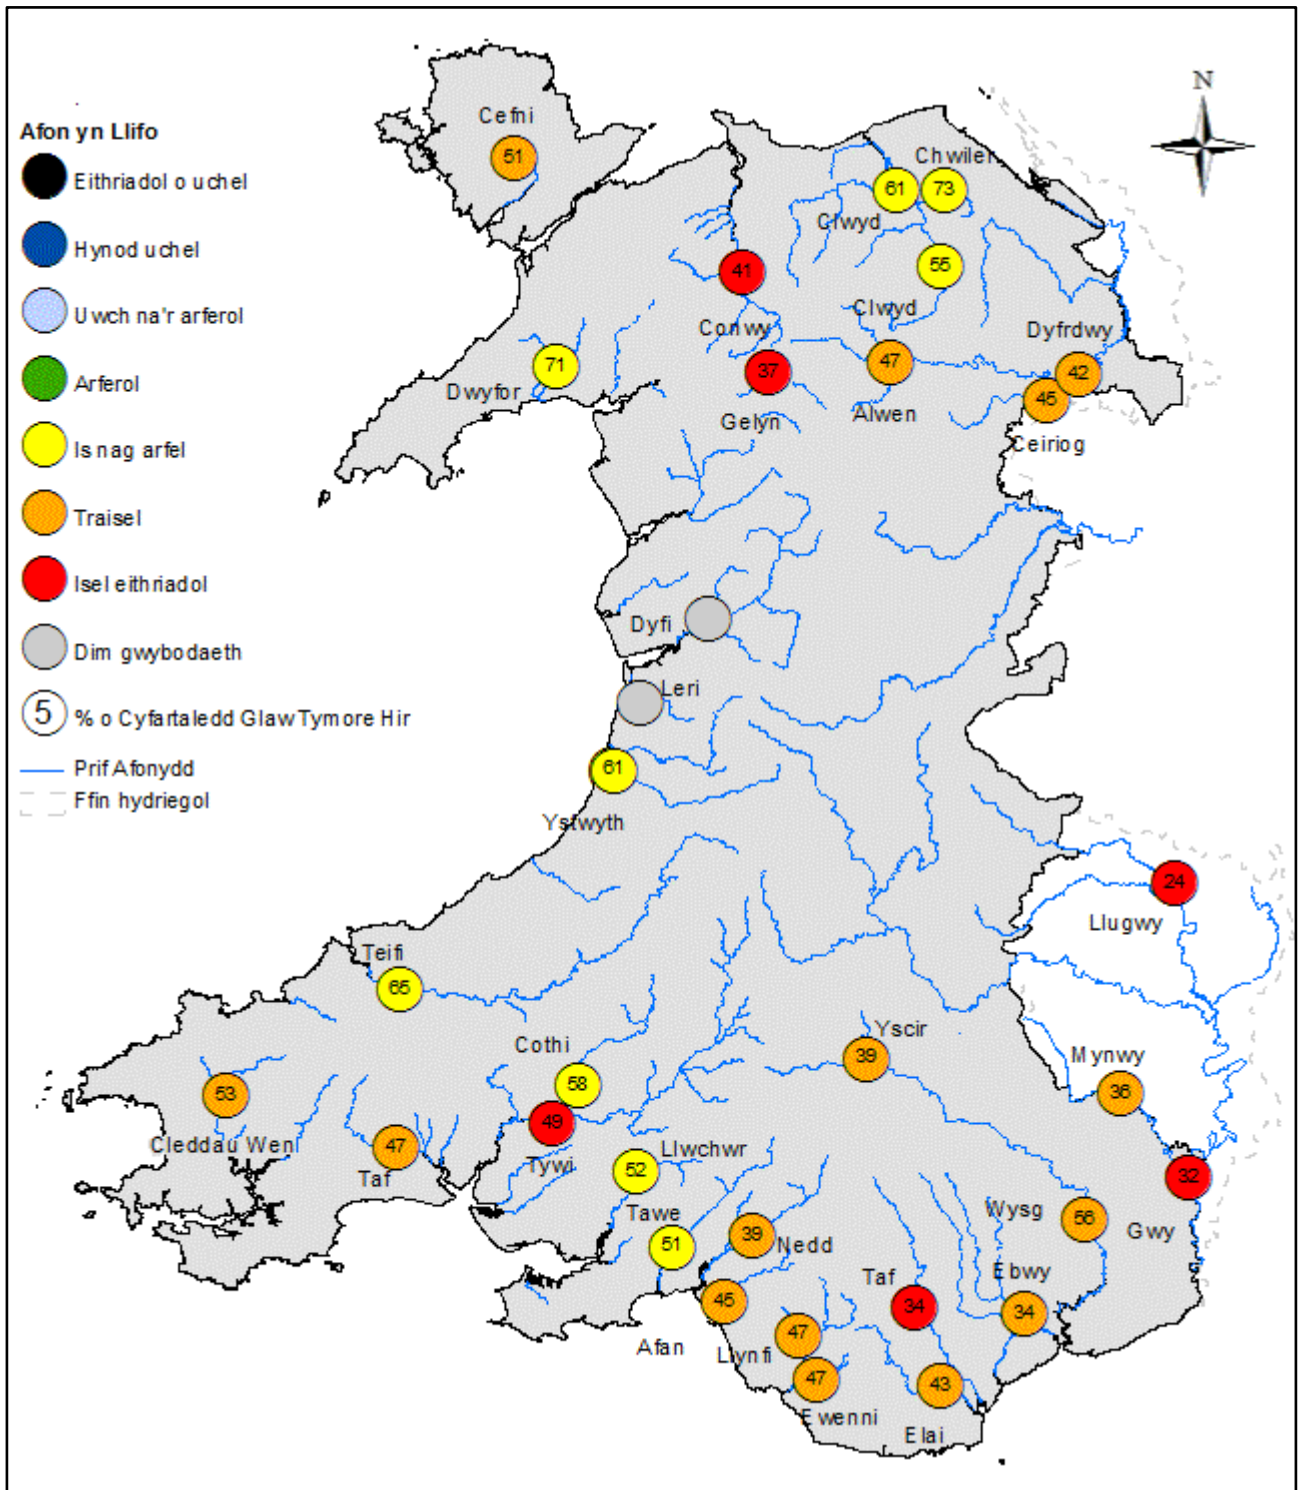 N
Afon yn Llifo
Eithriadol o uchel
Hynod uchel
Uwch na'r arferol
Arferol
Is nag arfel
Traisel
Isel eithriadol
Dim gwybodaeth
5 % o Cyfartaledd Glaw Tymore Hir
Prif Afonydd
Ffin hydriegol
Cefni
51
Chwiler
61
73
Clwyd
55
41
Conwy
Clwyd
Dyfrdwy
71
Dwyfor
37
Gelyn
47
Alwen
42
45
Ceiriog
Dyfi
Leri
61
Ystwyth
24
Llugwy
Teifi
65
Cothi
58
Yscir
39
Mynwy
36
53
Cleddau Wen
49
Tywi
47
Taf
Llwchwr
52
32
Gwy
Wysg
56
Tawe
51
39
Nedd
Taf
34
Ebwy
34
45
Afan
47
Llynfi
47
Ewenni
43
Elai